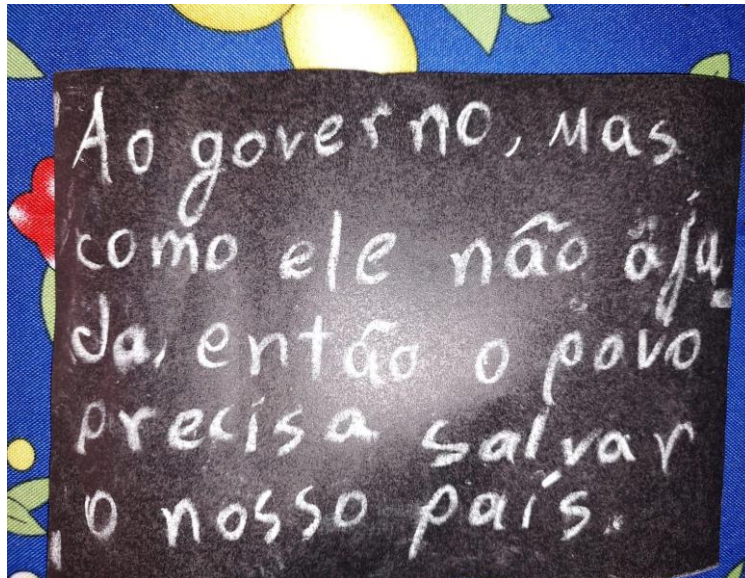 Ao governo, Mas
como ele não aju
da, então o povo
precisa salvar
o nosso país.